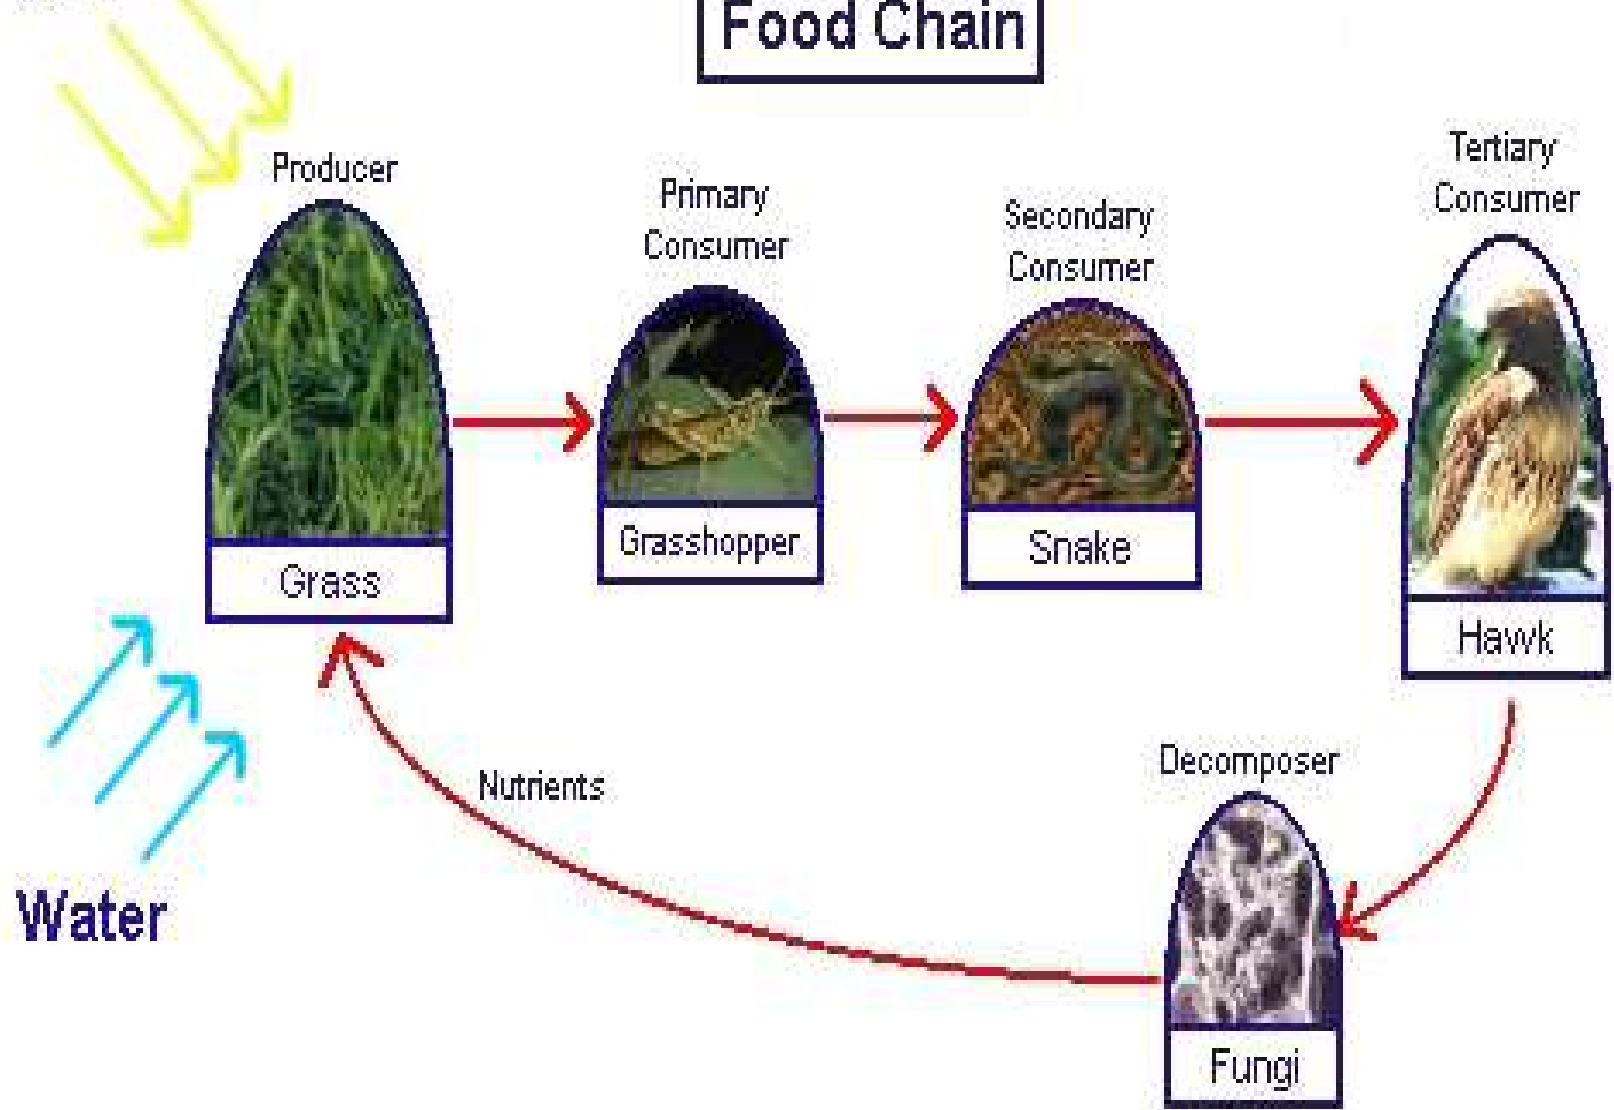 Food Chain
Producer
Primary
Consumer
Secondary
Consumer
Tertiary
Consumer
Grass
Grasshopper
Snake
Hawk
Nutrients
Decomposer
Water
Fungi